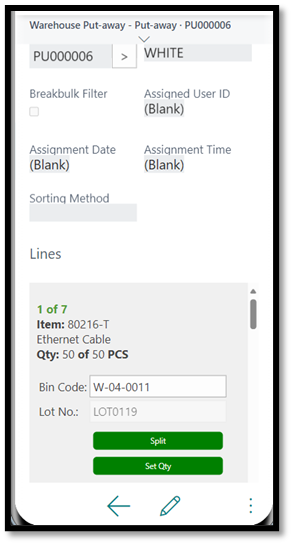 Warehouse Put-away - Put-away · PU000006
PU000006 > WHITE
Breakbulk Filter
Assigned User ID
(Blank)
Assignment Date
(Blank)
Assignment Time
(Blank)
Sorting Method
Lines
1 of 7
Item: 80216-T
Ethernet Cable
Qty: 50 of 50 PCS
Bin Code: W-04-0011
Lot No.: LOT0119
Split
Set Qty